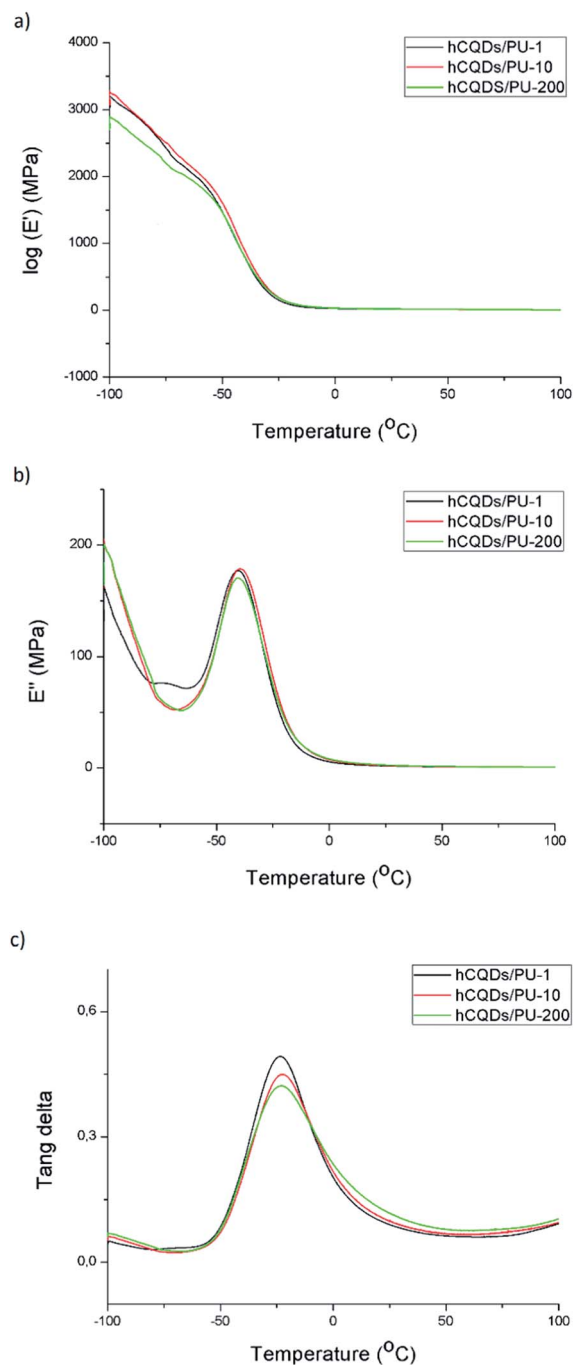 a)
hCQDs/PU-1
hCQDs/PU-10
hCQDS/PU-200
4000
3000
2000
1000
0
-1000
log (E') (MPa)
-100
-50
0
50
100
Temperature (°C)
b)
hCQDs/PU-1
hCQDs/PU-10
hCQDs/PU-200
200
100
0
E'' (MPa)
-100
-50
0
50
100
Temperature (°C)
c)
hCQDs/PU-1
hCQDs/PU-10
hCQDs/PU-200
0,6
0,3
0,0
Tang delta
-100
-50
0
50
100
Temperature (°C)